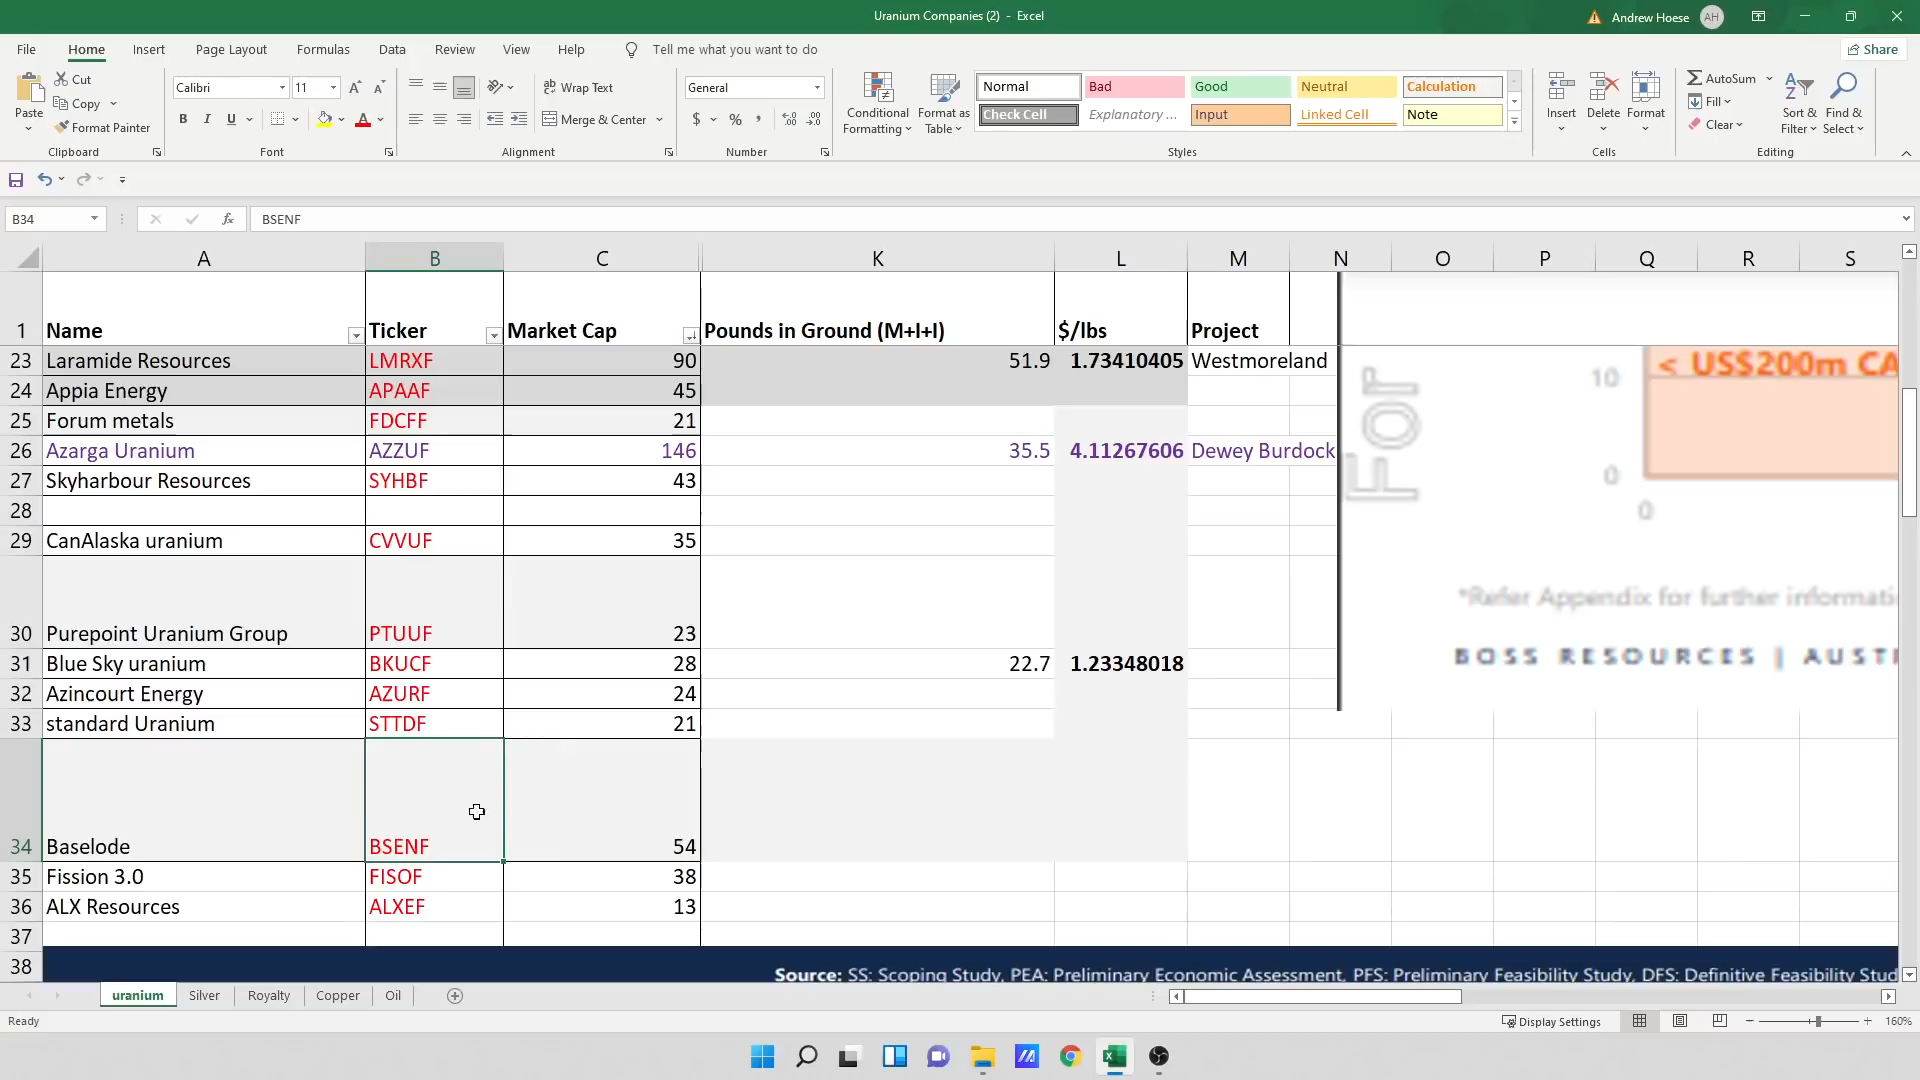 Uranium Companies (2) - Excel
Andrew Hoese
AH
File Home Insert Page Layout Formulas Data Review View Help Tell me what you want to do
Share
Paste
Cut
Copy
Format Painter
Clipboard
Calibri 11
Font
Wrap Text
Merge & Center
Alignment
General
Number
Conditional Formatting
Format as Table
Normal Bad Good Neutral Calculation
Check Cell Explanatory ... Input Linked Cell Note
Styles
Insert Delete Format
Cells
AutoSum
Fill
Clear
Sort & Filter
Find & Select
Editing
B34 BSENF
A B C K L M N O P Q R S
1 Name Ticker Market Cap Pounds in Ground (M+I+I) $/lbs Project
23 Laramide Resources LMRXF 90 51.9 1.73410405 Westmoreland
24 Appia Energy APAAF 45
25 Forum metals FDCFF 21
26 Azarga Uranium AZZUF 146 35.5 4.11267606 Dewey Burdock
27 Skyharbour Resources SYHBF 43
28
29 CanAlaska uranium CVVUF 35
30 Purepoint Uranium Group PTUUF 23
31 Blue Sky uranium BKUCF 28 22.7 1.23348018
32 Azincourt Energy AZURF 24
33 standard Uranium STTDF 21
34 Baselode BSENF 54
35 Fission 3.0 FISOF 38
36 ALX Resources ALXEF 13
37
38
For
10
< US$200m CA
0
0
*Refer Appendix for further informati
BOSS RESOURCES | AUSTR
Source: SS: Scoping Study, PEA: Preliminary Economic Assessment, PFS: Preliminary Feasibility Study, DFS: Definitive Feasibility Stud
uranium Silver Royalty Copper Oil
Ready
Display Settings
160%